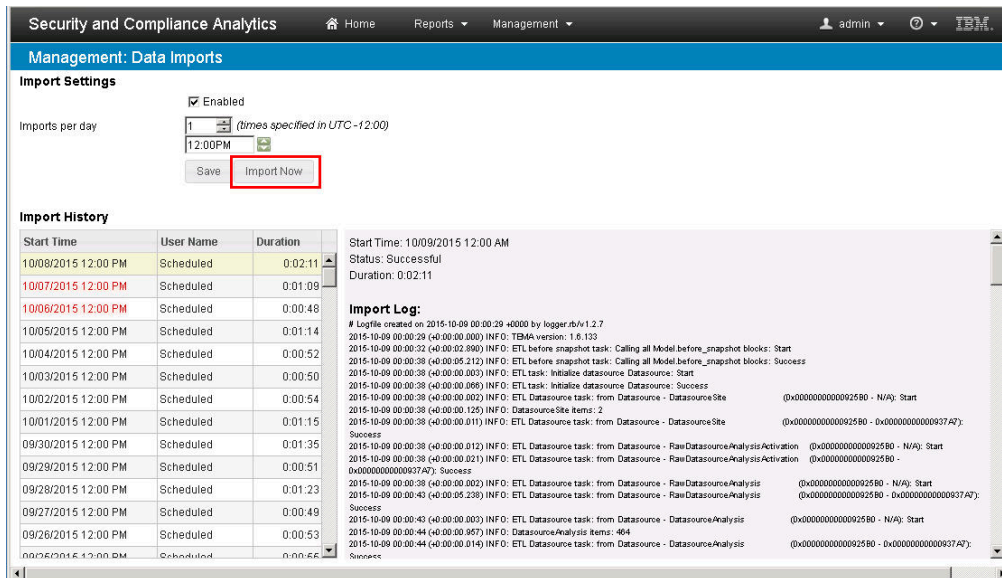 Security and Compliance Analytics Home Reports Management admin IBM.
Management: Data Imports
Import Settings
Enabled
Imports per day 1 (times specified in UTC -12:00)
12:00PM
Save Import Now
Import History
Start Time User Name Duration
10/08/2015 12:00 PM Scheduled 0:02:11
10/07/2015 12:00 PM Scheduled 0:01:09
10/06/2015 12:00 PM Scheduled 0:00:48
10/05/2015 12:00 PM Scheduled 0:01:14
10/04/2015 12:00 PM Scheduled 0:00:52
10/03/2015 12:00 PM Scheduled 0:00:50
10/02/2015 12:00 PM Scheduled 0:00:54
10/01/2015 12:00 PM Scheduled 0:01:15
09/30/2015 12:00 PM Scheduled 0:01:35
09/29/2015 12:00 PM Scheduled 0:00:51
09/28/2015 12:00 PM Scheduled 0:01:23
09/27/2015 12:00 PM Scheduled 0:00:49
09/26/2015 12:00 PM Scheduled 0:00:53
09/25/2015 12:00 PM Scheduled 0:00:56
Start Time: 10/09/2015 12:00 AM
Status: Successful
Duration: 0:02:11
Import Log:
# Logfile created on 2015-10-09 00:00:29 +0000 by logger.rb/v1.2.7
2015-10-09 00:00:29 (+0:00:00.000) INFO: TEMA version: 1.6.133
2015-10-09 00:00:32 (+0:00:02.890) INFO: ETL before snapshot task: Calling all Model.before_snapshot blocks: Start
2015-10-09 00:00:38 (+0:00:05.212) INFO: ETL before snapshot task: Calling all Model.before_snapshot blocks: Success
2015-10-09 00:00:38 (+0:00:00.003) INFO: ETL task: Initialize datasource Datasource: Start
2015-10-09 00:00:38 (+0:00:00.066) INFO: ETL task: Initialize datasource Datasource: Success
2015-10-09 00:00:38 (+0:00:00.002) INFO: ETL Datasource task: from Datasource - DatasourceSite (0x00000000000925B0 - N/A): Start
2015-10-09 00:00:38 (+0:00:00.125) INFO: DatasourceSite items: 2
2015-10-09 00:00:38 (+0:00:00.011) INFO: ETL Datasource task: from Datasource - DatasourceSite (0x00000000000925B0 - 0x00000000000937A7):
Success
2015-10-09 00:00:38 (+0:00:00.012) INFO: ETL Datasource task: from Datasource - RawDatasourceAnalysisActivation (0x00000000000925B0 - N/A): Start
2015-10-09 00:00:38 (+0:00:00.021) INFO: ETL Datasource task: from Datasource - RawDatasourceAnalysisActivation (0x00000000000925B0 -
0x00000000000937A7): Success
2015-10-09 00:00:38 (+0:00:00.002) INFO: ETL Datasource task: from Datasource - RawDatasourceAnalysis (0x00000000000925B0 - N/A): Start
2015-10-09 00:00:43 (+0:00:05.238) INFO: ETL Datasource task: from Datasource - RawDatasourceAnalysis (0x00000000000925B0 - 0x00000000000937A7):
Success
2015-10-09 00:00:43 (+0:00:00.003) INFO: ETL Datasource task: from Datasource - DatasourceAnalysis (0x00000000000925B0 - N/A): Start
2015-10-09 00:00:44 (+0:00:00.957) INFO: DatasourceAnalysis items: 464
2015-10-09 00:00:44 (+0:00:00.014) INFO: ETL Datasource task: from Datasource - DatasourceAnalysis (0x00000000000925B0 - 0x00000000000937A7):
Success